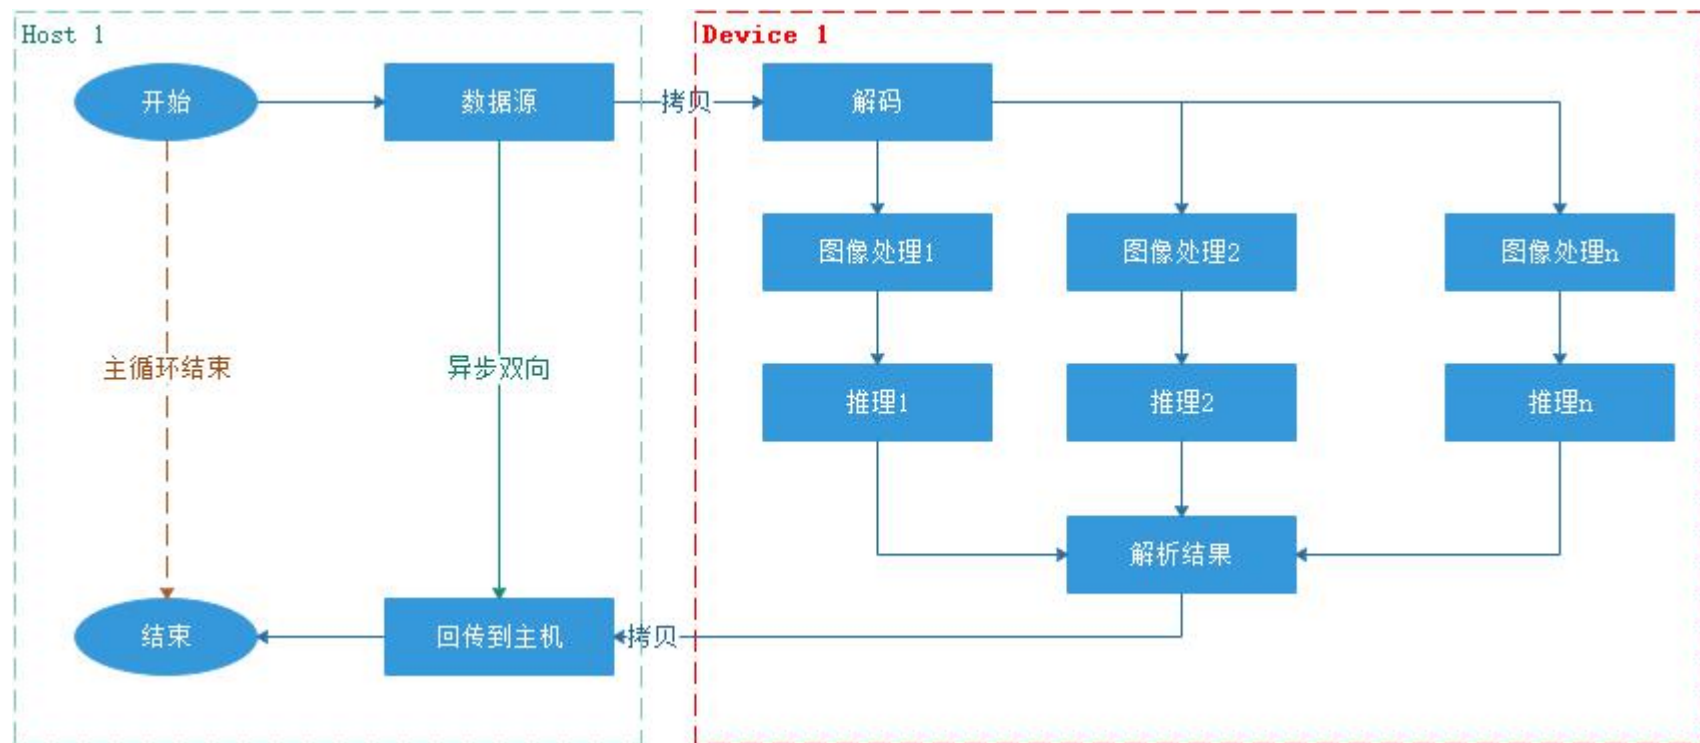 Host 1
Device 1
开始
数据源
拷贝
解码
图像处理1
图像处理2
图像处理n
主循环结束
异步双向
推理1
推理2
推理n
解析结果
结束
回传到主机
拷贝